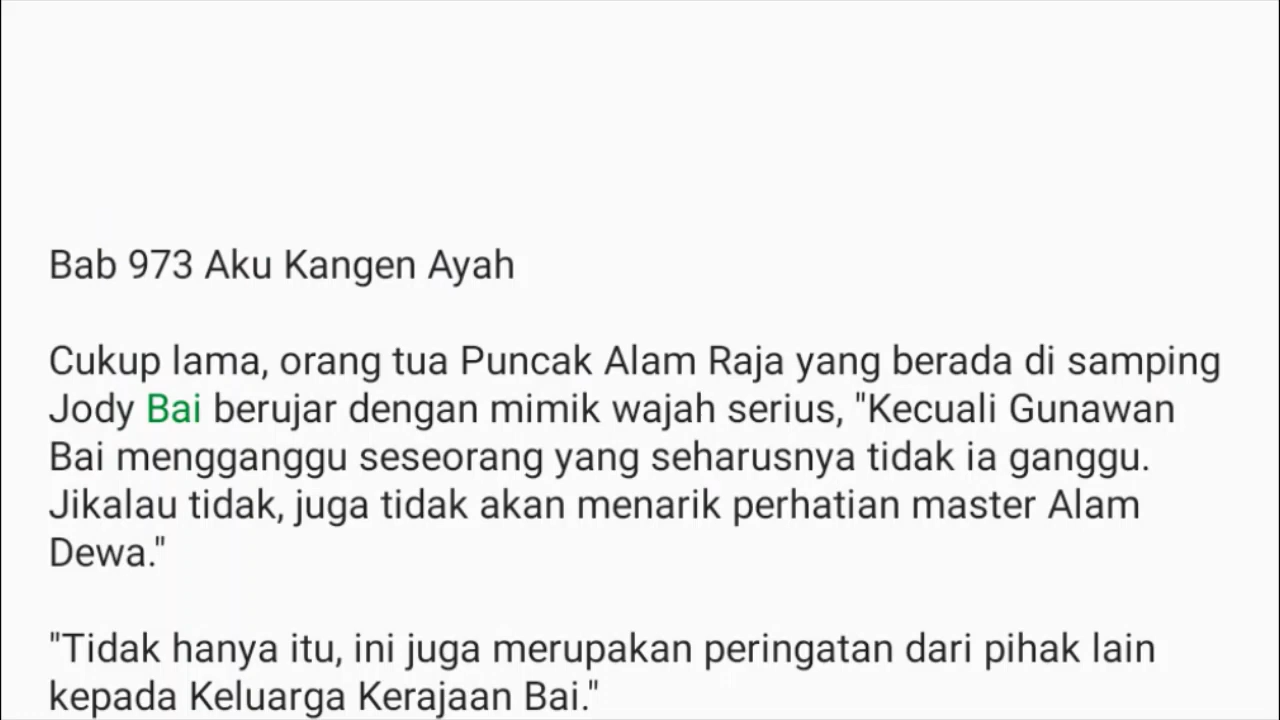 Bab 973 Aku Kangen Ayah
Cukup lama, orang tua Puncak Alam Raja yang berada di samping
Jody Bai berujar dengan mimik wajah serius, "Kecuali Gunawan
Bai mengganggu seseorang yang seharusnya tidak ia ganggu.
Jikalau tidak, juga tidak akan menarik perhatian master Alam
Dewa."
"Tidak hanya itu, ini juga merupakan peringatan dari pihak lain
kepada Keluarga Kerajaan Bai."